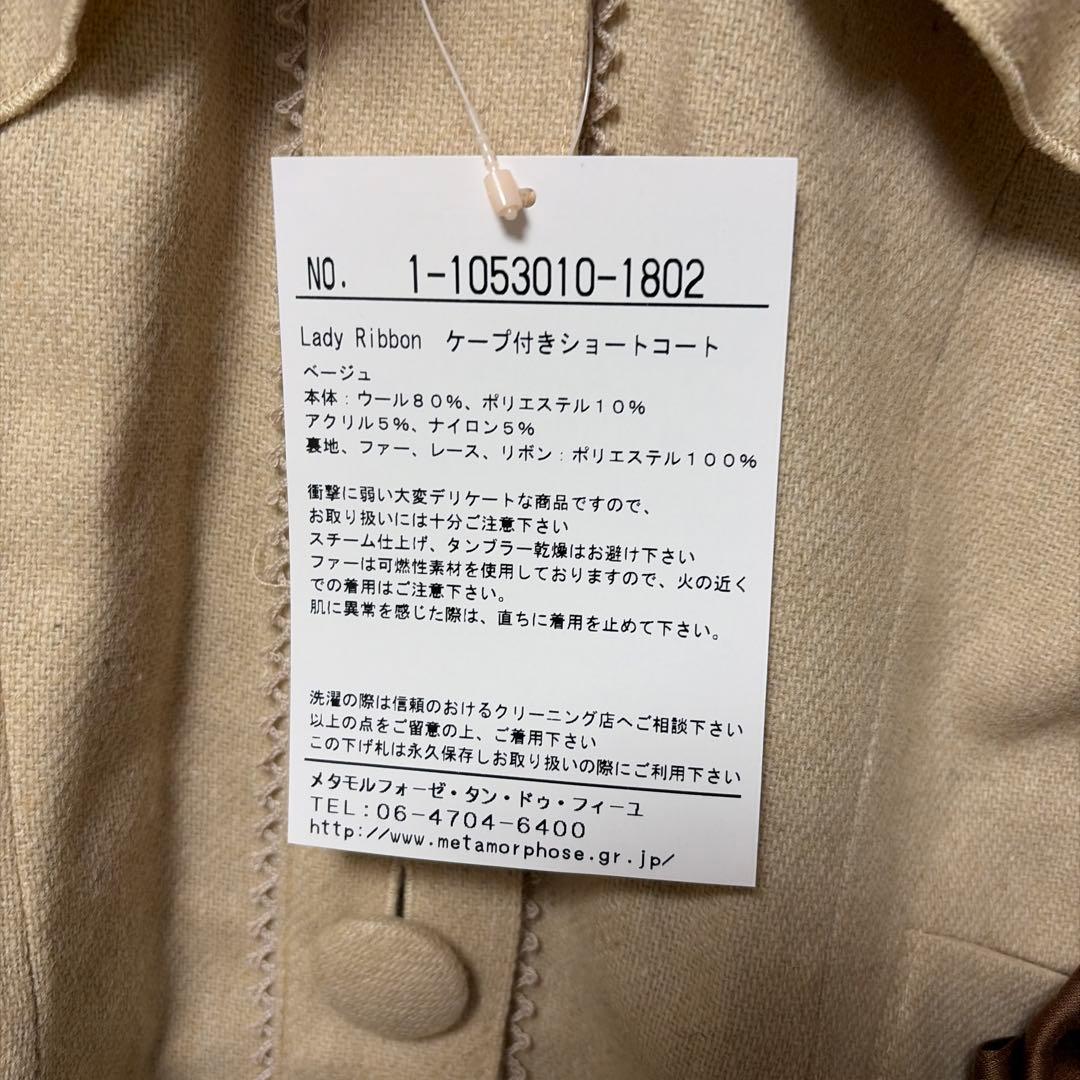 NO. 1-1053010-1802
Lady Ribbon ケープ付きショートコート
ベージュ
本体：ウール８０％、ポリエステル１０％
アクリル５％、ナイロン５％
裏地、ファー、レース、リボン：ポリエステル１００％
衝撃に弱い大変デリケートな商品ですので、
お取り扱いには十分ご注意下さい
スチーム仕上げ、タンブラー乾燥はお避け下さい
ファーは可燃性素材を使用しておりますので、火の近く
での着用はご注意下さい。
肌に異常を感じた際は、直ちに着用を止めて下さい。
洗濯の際は信頼のおけるクリーニング店へご相談下さい
以上の点をご留意の上、ご着用下さい
この下げ札は永久保存しお取り扱いの際にご利用下さい
メタモルフォーゼ・タン・ドゥ・フィーユ
TEL：06-4704-6400
http://www.metamorphose.gr.jp/